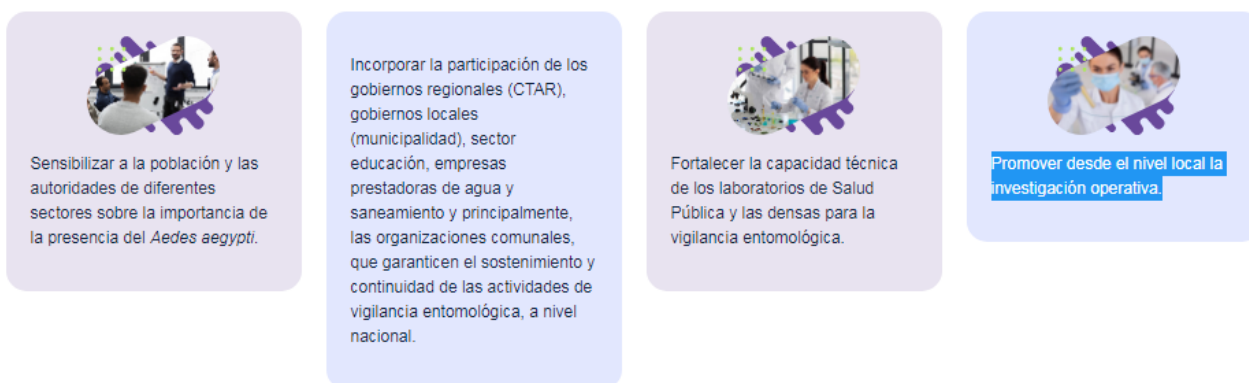 Sensibilizar a la población y las
autoridades de diferentes
sectores sobre la importancia de
la presencia del Aedes aegypti.
Incorporar la participación de los
gobiernos regionales (CTAR),
gobiernos locales
(municipalidad), sector
educación, empresas
prestadoras de agua y
saneamiento y principalmente,
las organizaciones comunales,
que garanticen el sostenimiento y
continuidad de las actividades de
vigilancia entomológica, a nivel
nacional.
Fortalecer la capacidad técnica
de los laboratorios de Salud
Pública y las densas para la
vigilancia entomológica.
Promover desde el nivel local la
investigación operativa.